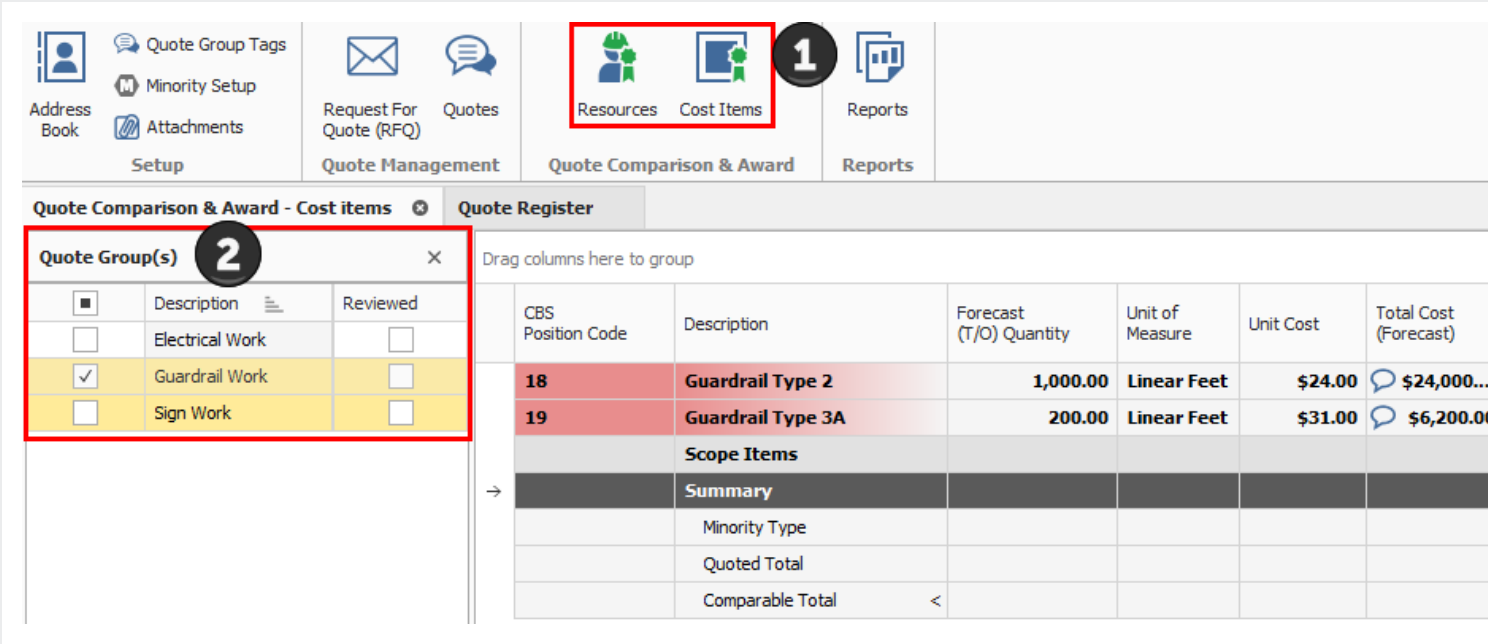 Quote Group Tags
Minority Setup
Attachments
Address
Book
Setup
Request For
Quote (RFQ)
Quotes
Quote Management
Resources
Cost Items
1
Quote Comparison & Award
Reports
Reports
Quote Comparison & Award - Cost items
Quote Register
Quote Group(s)
2
Description
Reviewed
Electrical Work
Guardrail Work
Sign Work
Drag columns here to group
CBS
Position Code
Description
Forecast
(T/O) Quantity
Unit of
Measure
Unit Cost
Total Cost
(Forecast)
18 Guardrail Type 2 1,000.00 Linear Feet $24.00 $24,000...
19 Guardrail Type 3A 200.00 Linear Feet $31.00 $6,200.00
Scope Items
Summary
Minority Type
Quoted Total
Comparable Total <